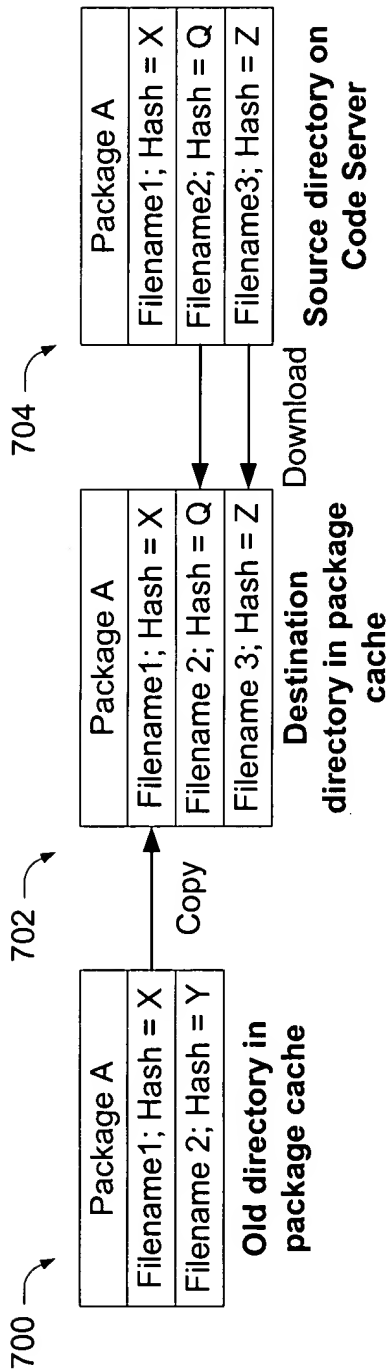 700
Package A
Filename1; Hash = X
Filename 2; Hash = Y
Old directory in
package cache
Copy
702
Package A
Filename1; Hash = X
Filename 2; Hash = Q
Filename 3; Hash = Z
Destination
directory in package
cache
Download
704
Package A
Filename1; Hash = X
Filename2; Hash = Q
Filename3; Hash = Z
Source directory on
Code Server